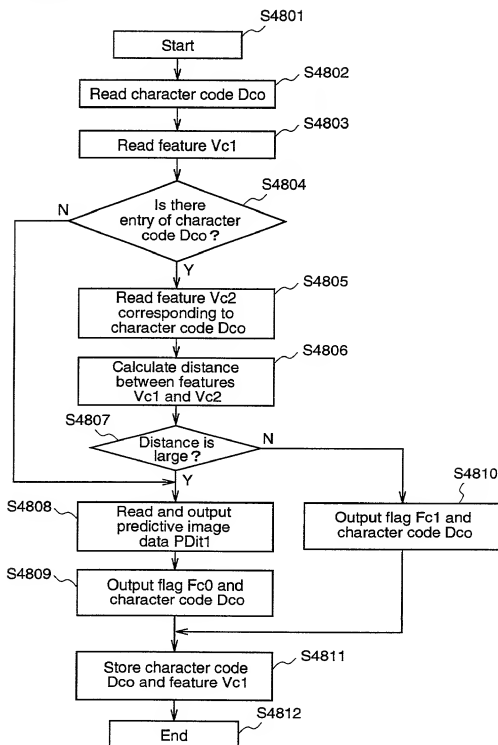 S4801
Start
S4802
Read character code Dco
S4803
Read feature Vc1
S4804
Is there
entry of character
code Dco?
N
Y
S4805
Read feature Vc2
corresponding to
character code Dco
S4806
Calculate distance
between features
Vc1 and Vc2
S4807
Distance is
large?
N
Y
S4808
Read and output
predictive image
data PDit1
S4810
Output flag Fc1 and
character code Dco
S4809
Output flag Fc0 and
character code Dco
S4811
Store character code
Dco and feature Vc1
S4812
End